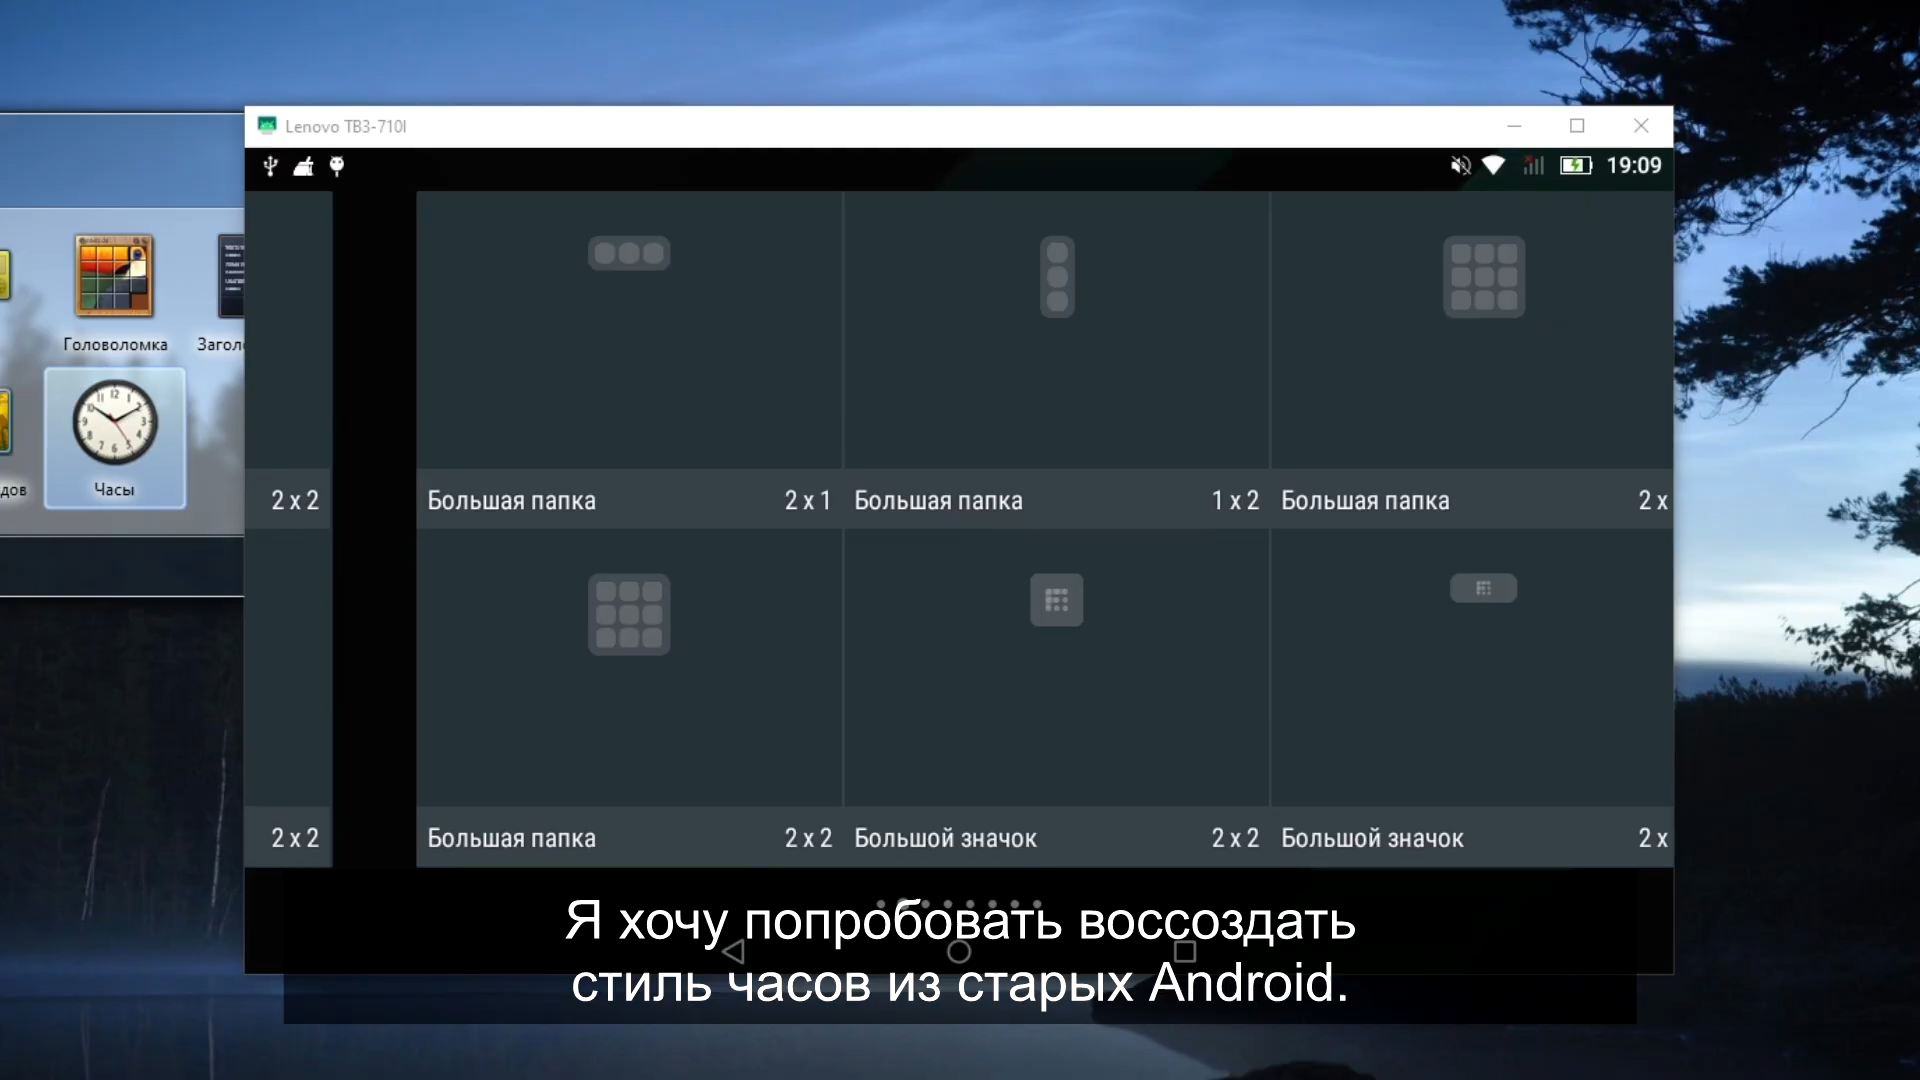 Lenovo TB3-710I
19:09
Головоломка
Часы
дов
2 x 2
Большая папка 2 x 1
Большая папка 1 x 2
Большая папка 2 x
2 x 2
Большая папка 2 x 2
Большой значок 2 x 2
Большой значок 2 x
Я хочу попробовать воссоздать
стиль часов из старых Android.